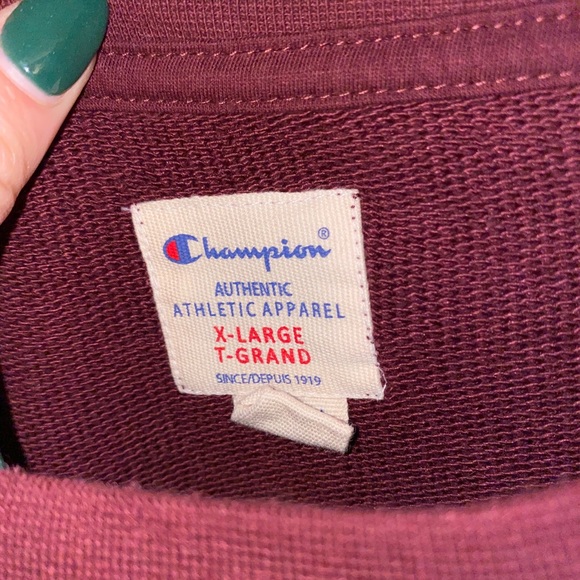 Champion®
AUTHENTIC
ATHLETIC APPAREL
X-LARGE
T-GRAND
SINCE/DEPUIS 1919